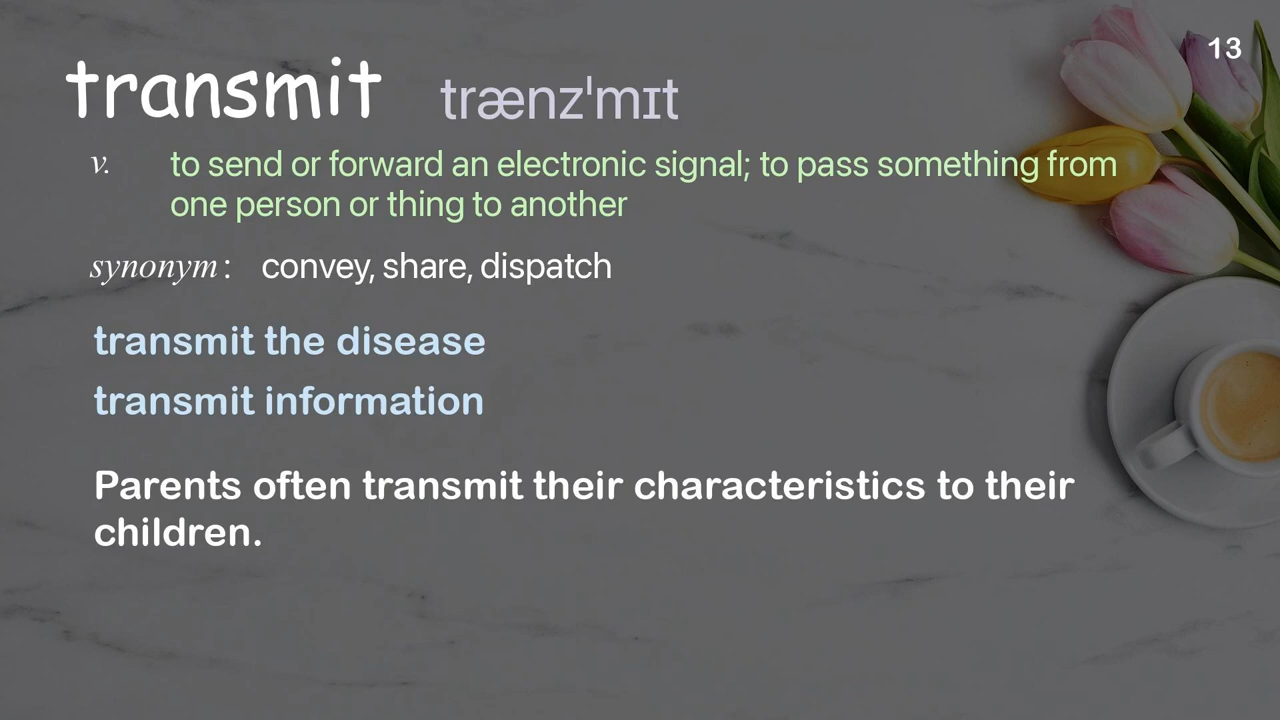 13
transmit trænzˈmɪt
v. to send or forward an electronic signal; to pass something from
one person or thing to another
synonym: convey, share, dispatch
transmit the disease
transmit information
Parents often transmit their characteristics to their
children.